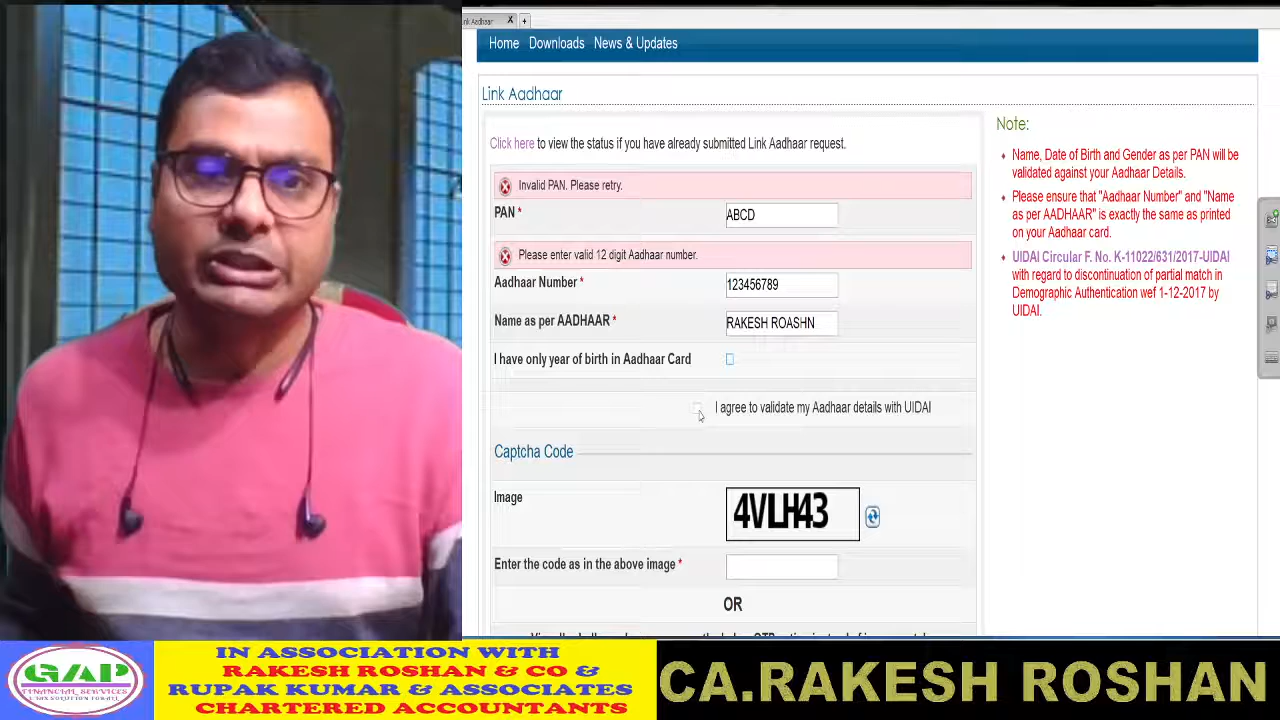 nk Aadhaar X +
Home Downloads News & Updates
Link Aadhaar
Click here to view the status if you have already submitted Link Aadhaar request.
Invalid PAN. Please retry.
PAN * ABCD
Please enter valid 12 digit Aadhaar number.
Aadhaar Number * 123456789
Name as per AADHAAR * RAKESH ROASHN
I have only year of birth in Aadhaar Card
I agree to validate my Aadhaar details with UIDAI
Captcha Code
Image 4VLH43
Enter the code as in the above image *
OR
Note:
Name, Date of Birth and Gender as per PAN will be
validated against your Aadhaar Details.
Please ensure that "Aadhaar Number" and "Name
as per AADHAAR" is exactly the same as printed
on your Aadhaar card.
UIDAI Circular F. No. K-11022/631/2017-UIDAI
with regard to discontinuation of partial match in
Demographic Authentication wef 1-12-2017 by
UIDAI.
GAP
FINANCIAL SERVICES
IN ASSOCIATION WITH
RAKESH ROSHAN & CO &
RUPAK KUMAR & ASSOCIATES
CHARTERED ACCOUNTANTS
CA RAKESH ROSHAN